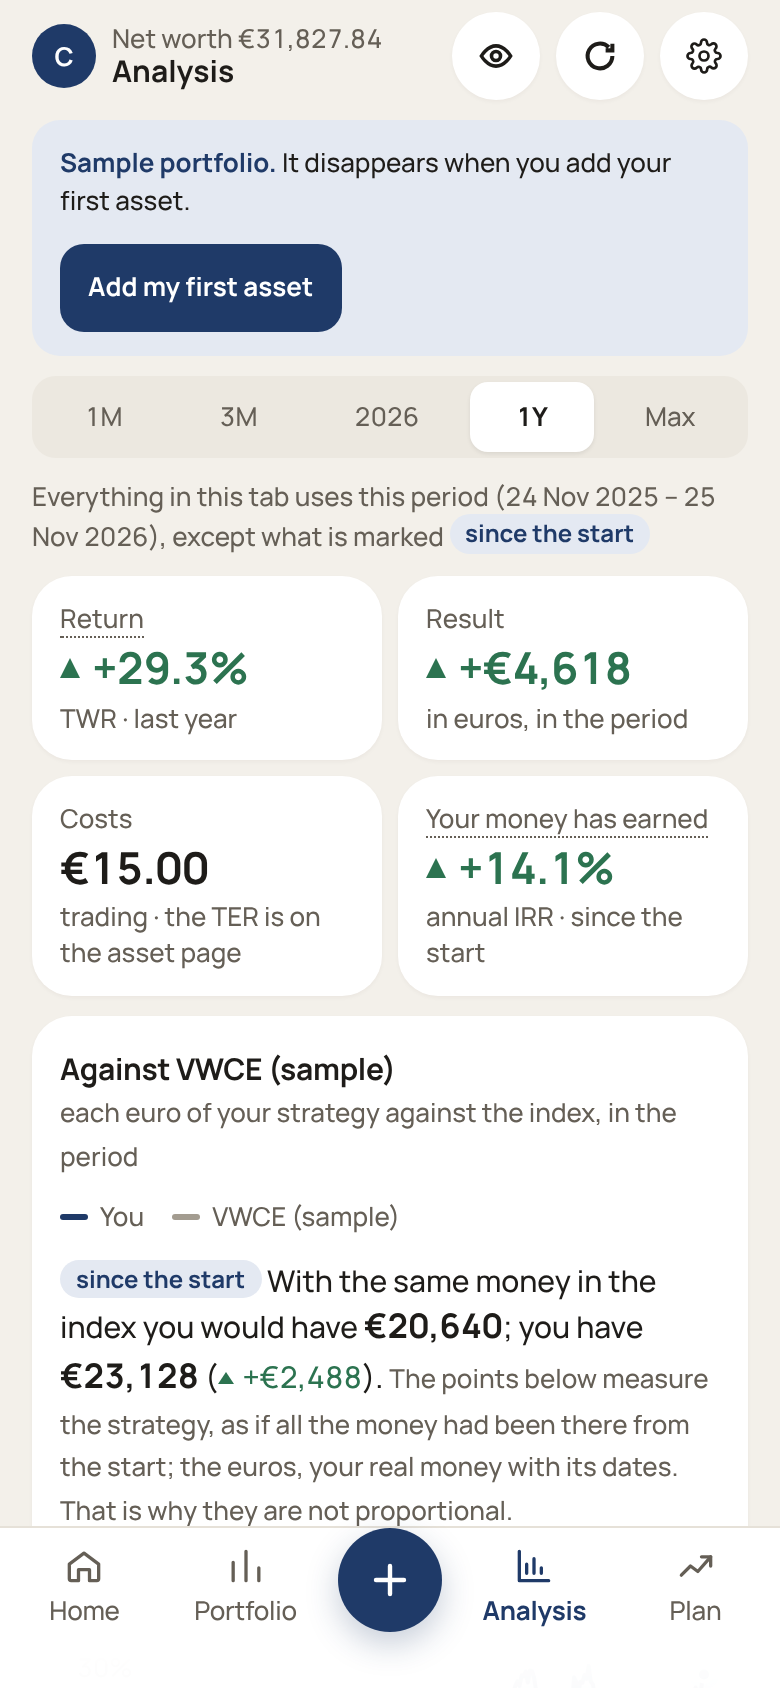 C
Net worth €31,827.84
Analysis
Sample portfolio. It disappears when you add your
first asset.
Add my first asset
1M 3M 2026 1Y Max
Everything in this tab uses this period (24 Nov 2025 – 25
Nov 2026), except what is marked since the start
Return
▲ +29.3%
TWR · last year
Result
▲ +€4,618
in euros, in the period
Costs
€15.00
trading · the TER is on
the asset page
Your money has earned
▲ +14.1%
annual IRR · since the
start
Against VWCE (sample)
each euro of your strategy against the index, in the
period
You VWCE (sample)
since the start With the same money in the
index you would have €20,640; you have
€23,128 (▲ +€2,488). The points below measure
the strategy, as if all the money had been there from
the start; the euros, your real money with its dates.
That is why they are not proportional.
Home Portfolio + Analysis Plan